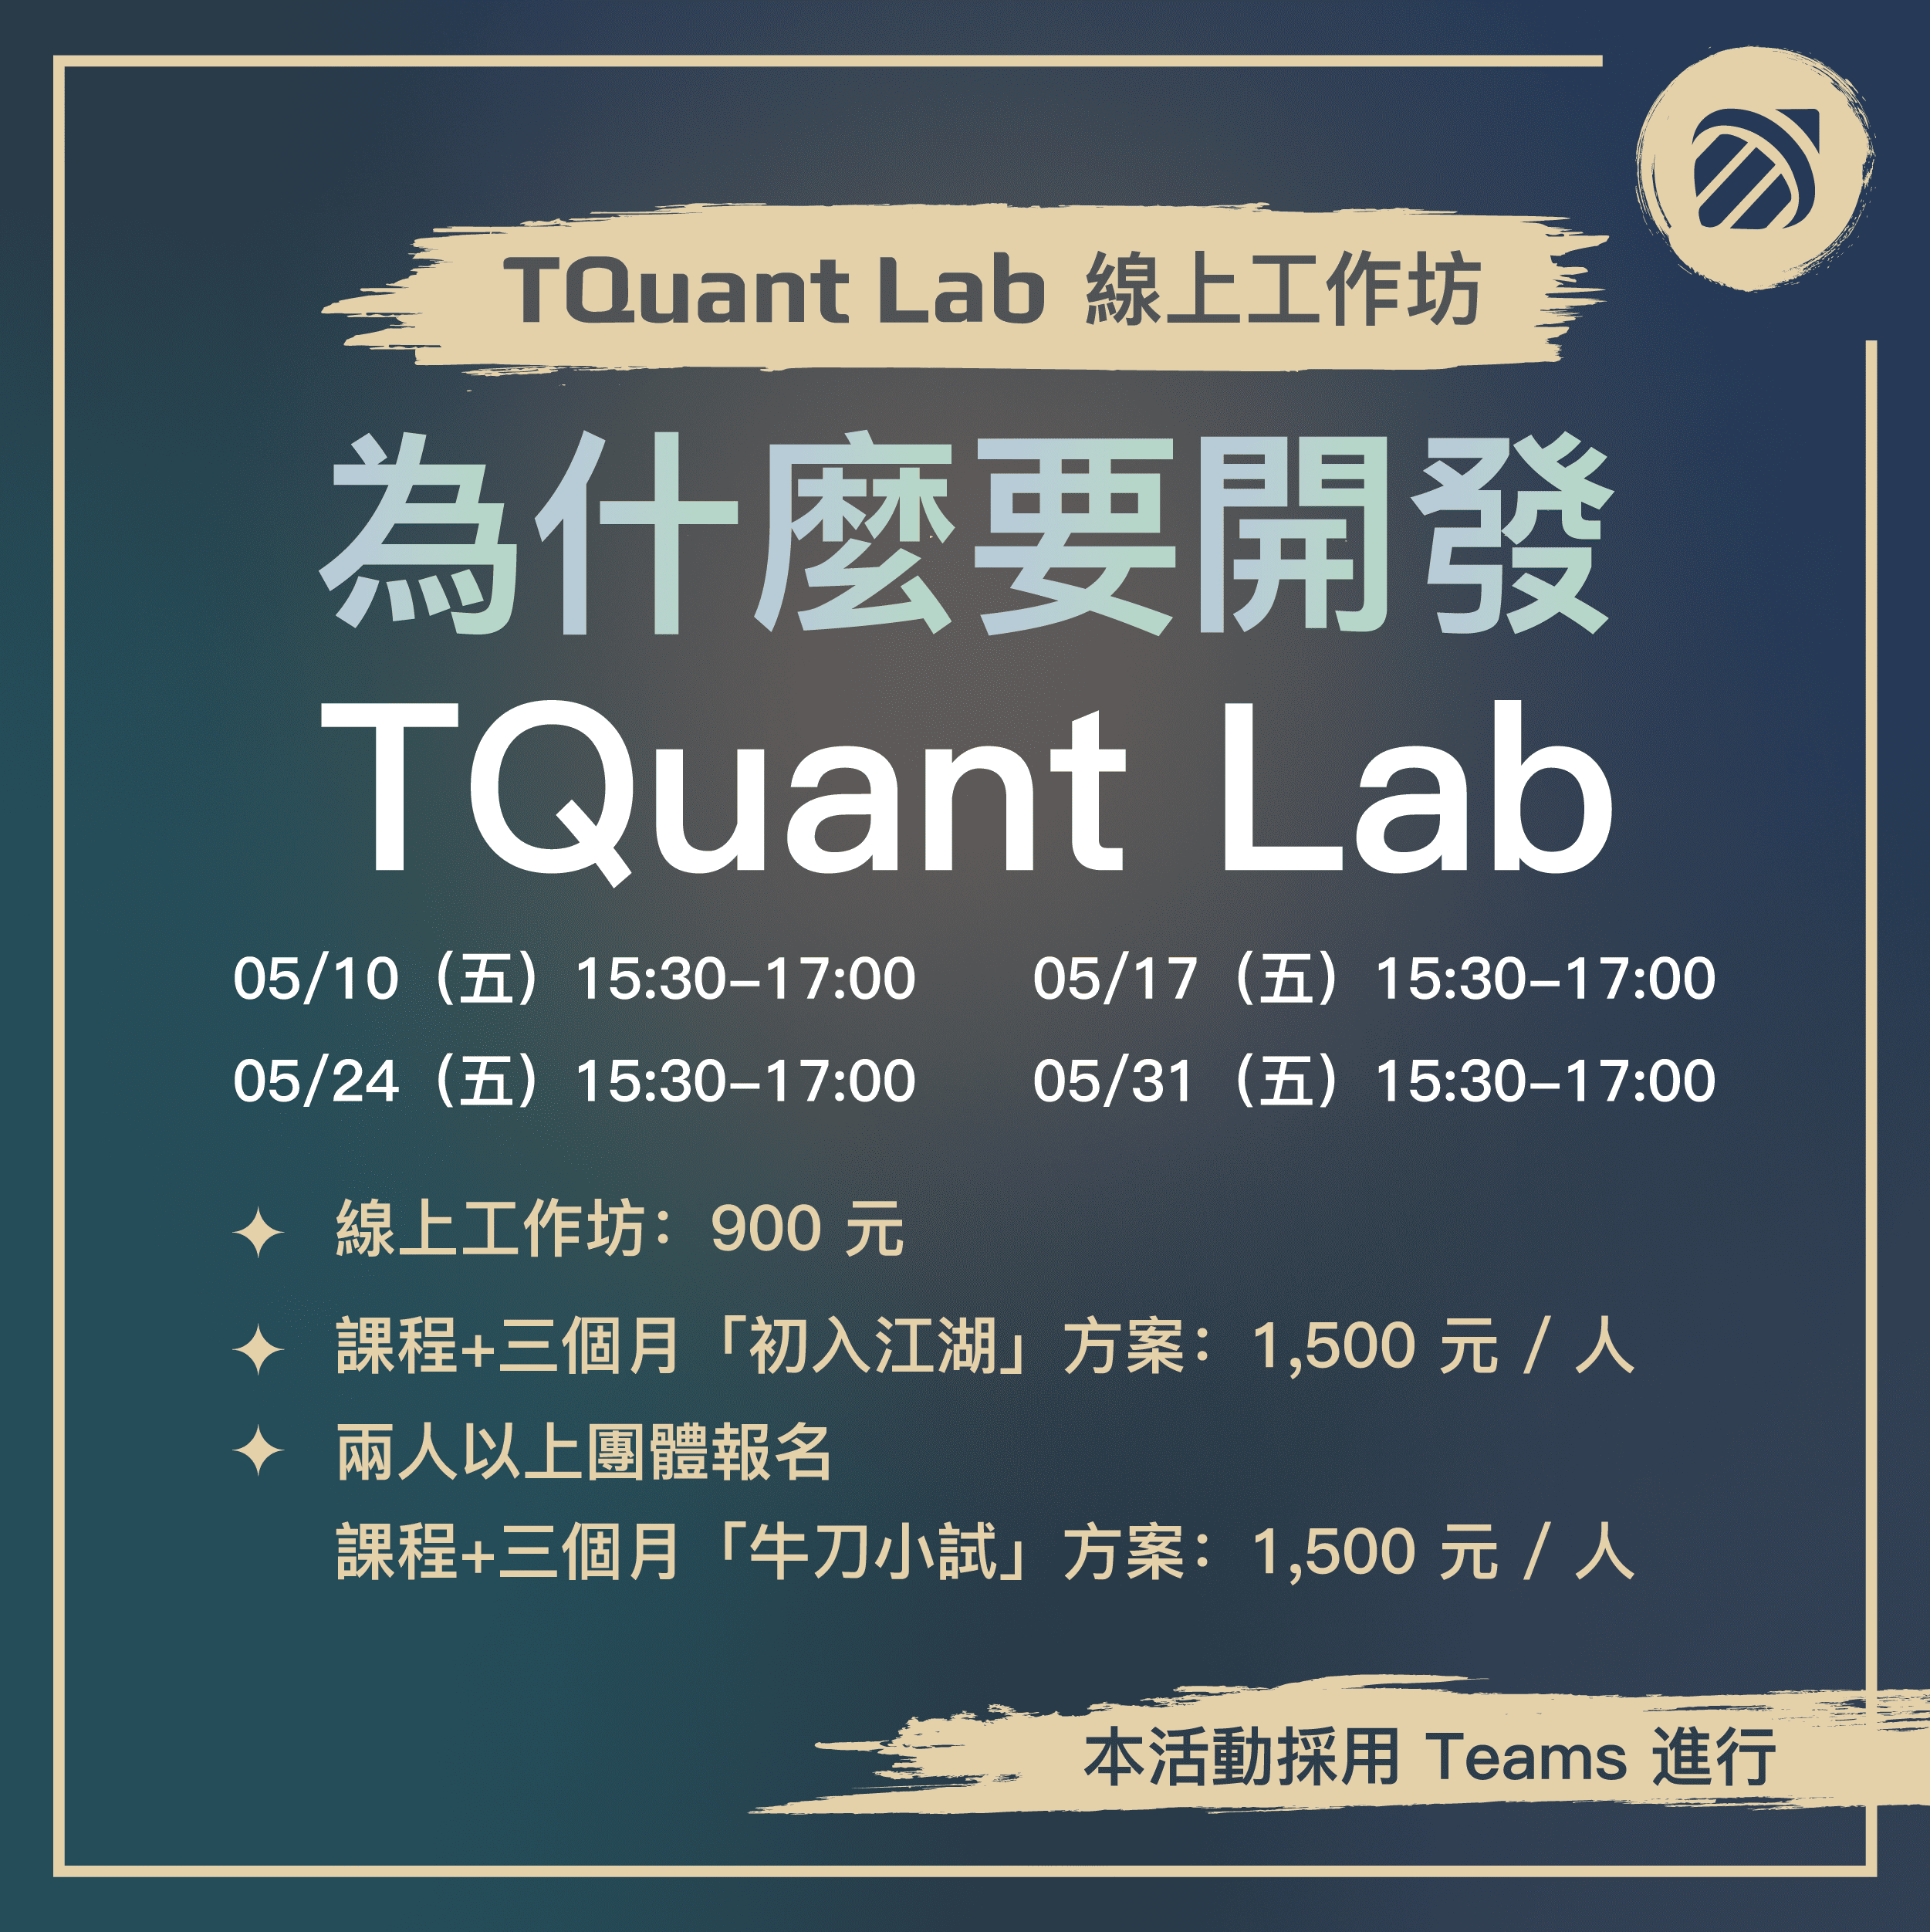 TQuant Lab 線上工作坊
為什麼要開發
TQuant Lab
05/10（五）15:30–17:00
05/17（五）15:30–17:00
05/24（五）15:30–17:00
05/31（五）15:30–17:00
線上工作坊：900 元
課程+三個月「初入江湖」方案：1,500 元 / 人
兩人以上團體報名
課程+三個月「牛刀小試」方案：1,500 元 / 人
本活動採用 Teams 進行